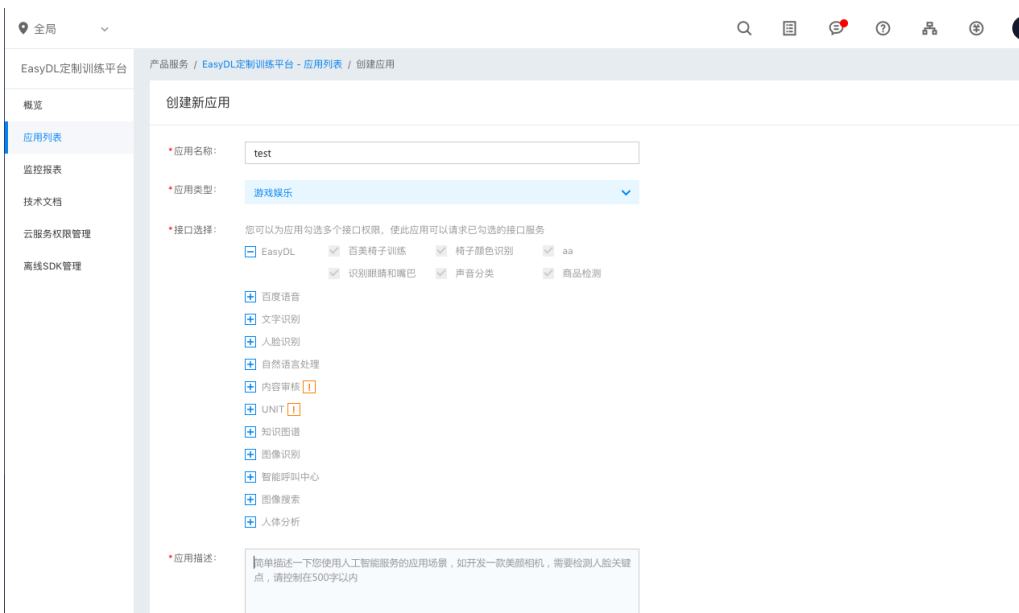 全局
EasyDL定制训练平台
概览
应用列表
监控报表
技术文档
云服务权限管理
离线SDK管理
产品服务 / EasyDL定制训练平台 - 应用列表 / 创建应用
创建新应用
*应用名称:
test
*应用类型:
游戏娱乐
*接口选择:
您可以为应用勾选多个接口权限，使此应用可以请求已勾选的接口服务
EasyDL 百美椅子训练 椅子颜色识别 aa
识别眼睛和嘴巴 声音分类 商品检测
百度语音
文字识别
人脸识别
自然语言处理
内容审核 !
UNIT !
知识图谱
图像识别
智能呼叫中心
图像搜索
人体分析
*应用描述:
简单描述一下您使用人工智能服务的应用场景，如开发一款美颜相机，需要检测人脸关键
点，请控制在500字以内